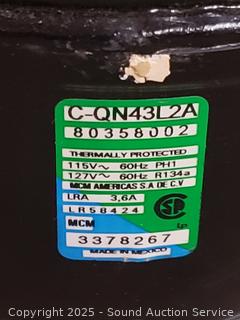 C-QN43L2A
80358002
THERMALLY PROTECTED
115V~ 60Hz PH1
127V~ 60Hz R134a
MCM AMERICAS S.A DE C.V
LRA 3,6A
LR58424
MCM
3378267
MADE IN MEXICO
Copyright 2025 - Sound Auction Service